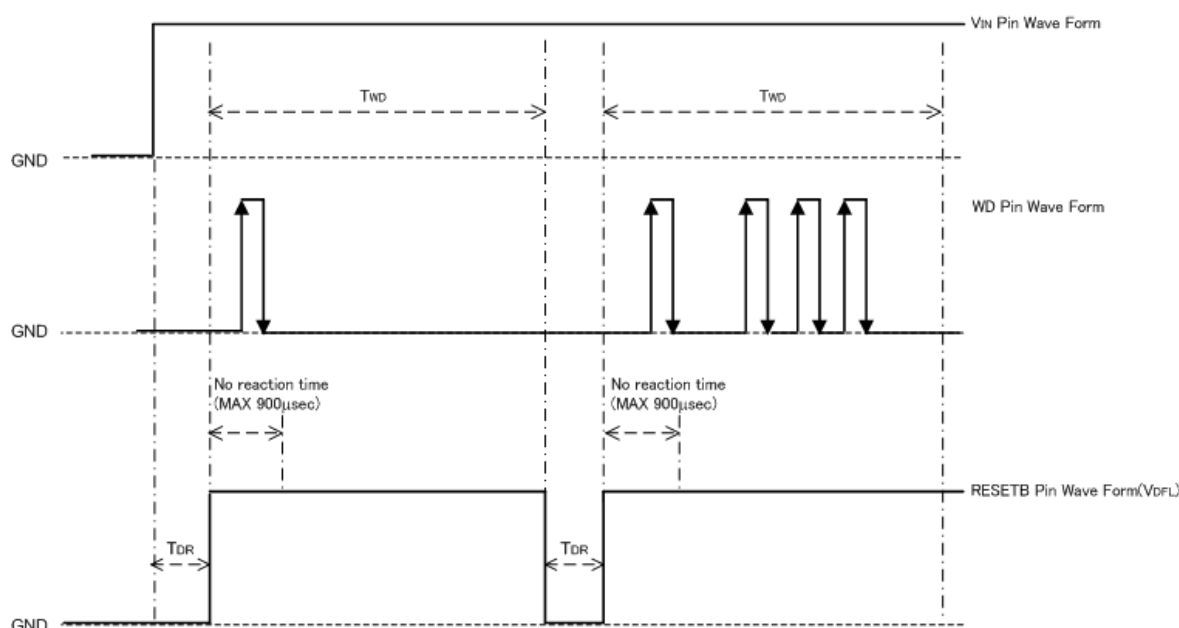 VIN Pin Wave Form
TWD
TWD
GND
WD Pin Wave Form
GND
No reaction time
(MAX 900μsec)
No reaction time
(MAX 900μsec)
RESETB Pin Wave Form(VDFL)
TDR
TDR
GND